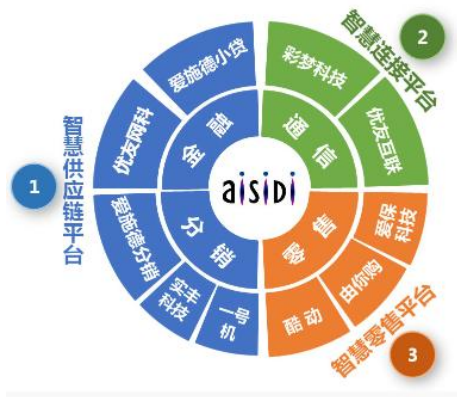 1
智慧供应链平台
2
智慧连接平台
3
智慧零售平台
aisidi
金融
爱施德小贷
优友网科
分销
爱施德分销
实丰
科技
一号
机
通信
彩梦科技
优友互联
零售
爱保
科技
由你购
酷动